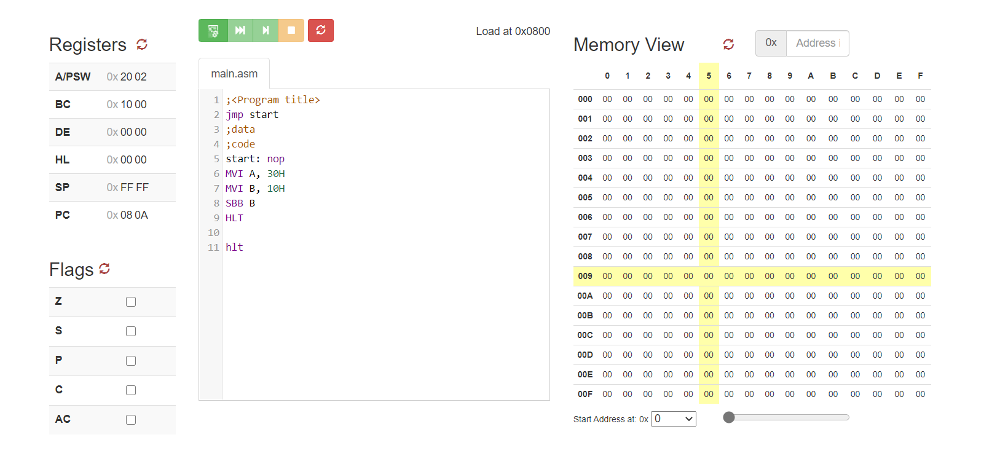 Registers
A/PSW 0x 20 02
BC 0x 10 00
DE 0x 00 00
HL 0x 00 00
SP 0x FF FF
PC 0x 08 0A
Flags
Z
S
P
C
AC
Load at 0x0800
main.asm
1 ;<Program title>
2 jmp start
3 ;data
4 ;code
5 start: nop
6 MVI A, 30H
7 MVI B, 10H
8 SBB B
9 HLT
10
11 hlt
Memory View
0x Address
0 1 2 3 4 5 6 7 8 9 A B C D E F
000 00 00 00 00 00 00 00 00 00 00 00 00 00 00 00 00
001 00 00 00 00 00 00 00 00 00 00 00 00 00 00 00 00
002 00 00 00 00 00 00 00 00 00 00 00 00 00 00 00 00
003 00 00 00 00 00 00 00 00 00 00 00 00 00 00 00 00
004 00 00 00 00 00 00 00 00 00 00 00 00 00 00 00 00
005 00 00 00 00 00 00 00 00 00 00 00 00 00 00 00 00
006 00 00 00 00 00 00 00 00 00 00 00 00 00 00 00 00
007 00 00 00 00 00 00 00 00 00 00 00 00 00 00 00 00
008 00 00 00 00 00 00 00 00 00 00 00 00 00 00 00 00
009 00 00 00 00 00 00 00 00 00 00 00 00 00 00 00 00
00A 00 00 00 00 00 00 00 00 00 00 00 00 00 00 00 00
00B 00 00 00 00 00 00 00 00 00 00 00 00 00 00 00 00
00C 00 00 00 00 00 00 00 00 00 00 00 00 00 00 00 00
00D 00 00 00 00 00 00 00 00 00 00 00 00 00 00 00 00
00E 00 00 00 00 00 00 00 00 00 00 00 00 00 00 00 00
00F 00 00 00 00 00 00 00 00 00 00 00 00 00 00 00 00
Start Address at: 0x 0